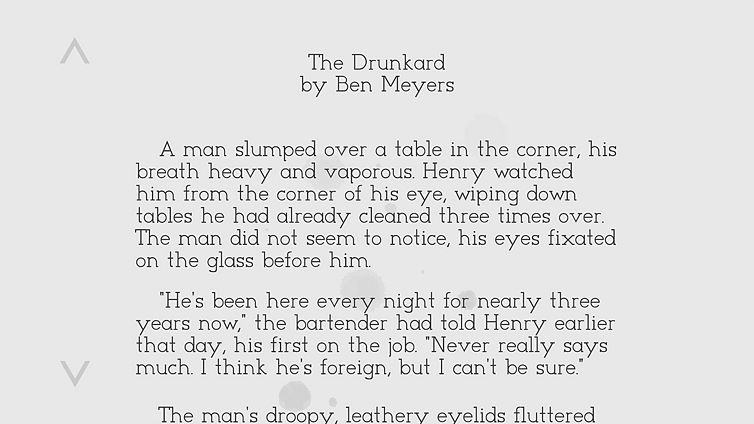 The Drunkard
by Ben Meyers
A man slumped over a table in the corner, his
breath heavy and vaporous. Henry watched
him from the corner of his eye, wiping down
tables he had already cleaned three times over.
The man did not seem to notice, his eyes fixated
on the glass before him.
"He's been here every night for nearly three
years now," the bartender had told Henry earlier
that day, his first on the job. "Never really says
much. I think he's foreign, but I can't be sure."
The man's droopy, leathery eyelids fluttered